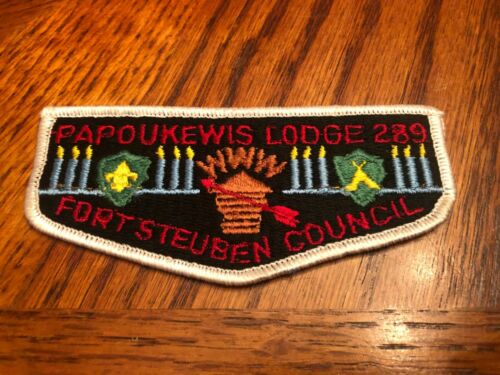 PAPOUKEWIS LODGE 289
WWW
FORT STEUBEN COUNCIL